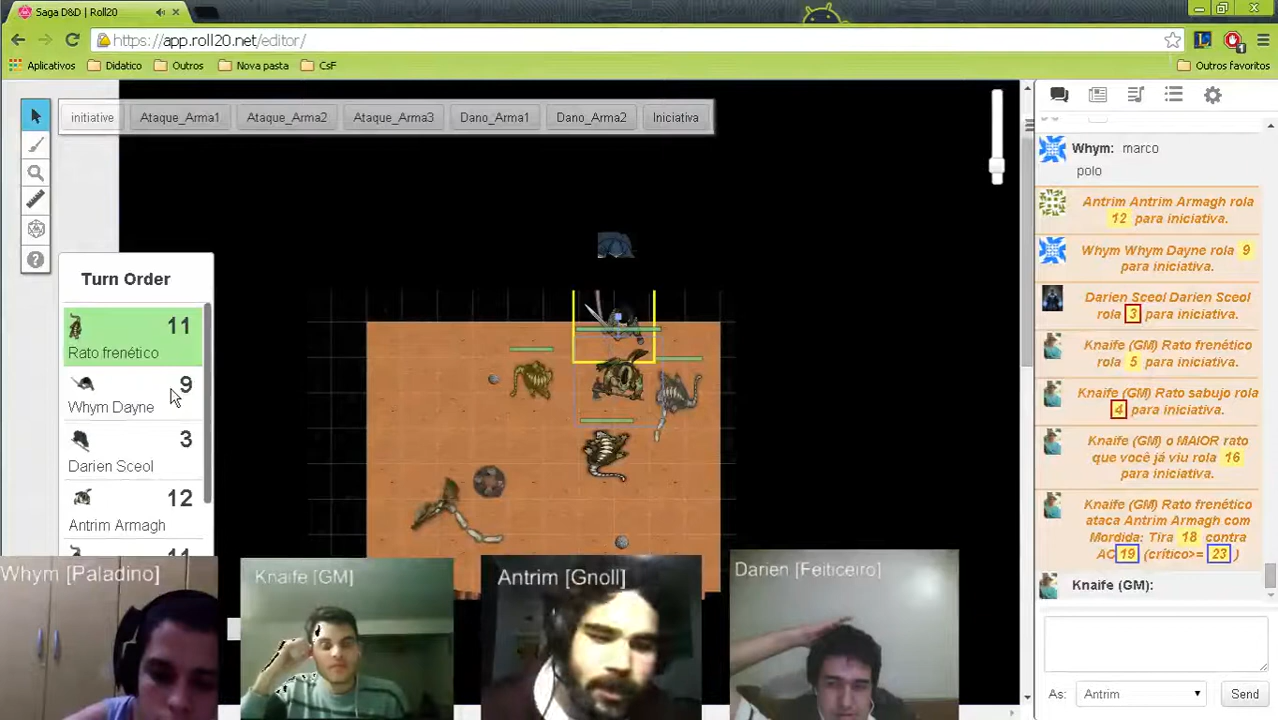 Saga D&D | Roll20
https://app.roll20.net/editor/
Aplicativos
Didatico
Outros
Nova pasta
CsF
Outros favoritos
initiative
Ataque_Arma1
Ataque_Arma2
Ataque_Arma3
Dano_Arma1
Dano_Arma2
Iniciativa
Turn Order
11
Rato frenético
9
Whym Dayne
3
Darien Sceol
12
Antrim Armagh
11
Whym [Paladino]
Knaife [GM]
Antrim [Gnoll]
Darien [Feiticeiro]
Whym: marco
polo
Antrim Antrim Armagh rola
12 para iniciativa.
Whym Whym Dayne rola 9
para iniciativa.
Darien Sceol Darien Sceol
rola 3 para iniciativa.
Knaife (GM) Rato frenético
rola 5 para iniciativa.
Knaife (GM) Rato sabujo rola
4 para iniciativa.
Knaife (GM) o MAIOR rato
que você já viu rola 16
para iniciativa.
Knaife (GM) Rato frenético
ataca Antrim Armagh com
Mordida: Tira 18 contra
AC 19 (crítico>= 23 )
Knaife (GM):
As: Antrim
Send